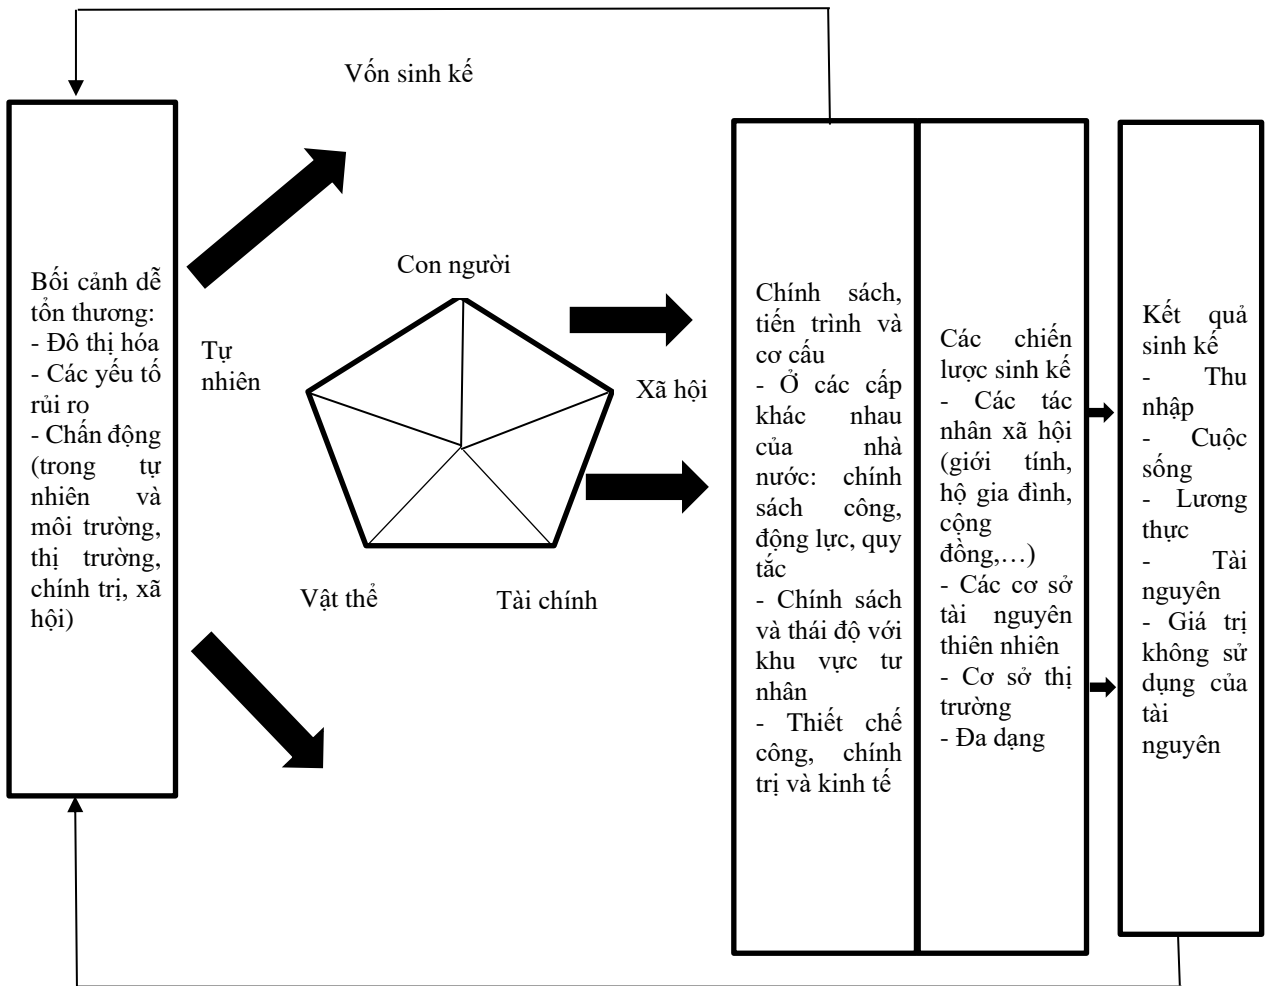 Vốn sinh kế
Bối cảnh dễ
tổn thương:
- Đô thị hóa
- Các yếu tố
rủi ro
- Chấn động
(trong tự
nhiên và
môi trường,
thị trường,
chính trị, xã
hội)
Con người
Tự
nhiên
Xã hội
Vật thể
Tài chính
Chính sách,
tiến trình và
cơ cấu
- Ở các cấp
khác nhau
của nhà
nước: chính
sách công,
động lực, quy
tắc
- Chính sách
và thái độ với
khu vực tư
nhân
- Thiết chế
công, chính
trị và kinh tế
Các chiến
lược sinh kế
- Các tác
nhân xã hội
(giới tính,
hộ gia đình,
cộng
đồng,…)
- Các cơ sở
tài nguyên
thiên nhiên
- Cơ sở thị
trường
- Đa dạng
Kết quả
sinh kế
- Thu
nhập
- Cuộc
sống
- Lương
thực
- Tài
nguyên
- Giá trị
không sử
dụng của
tài
nguyên